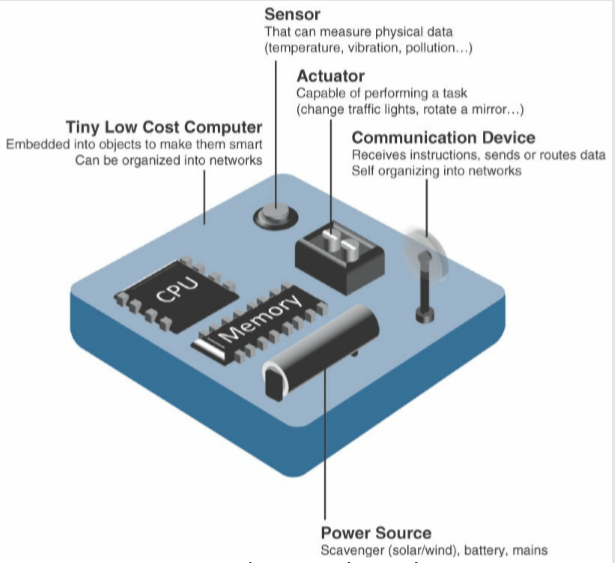 Sensor
That can measure physical data
(temperature, vibration, pollution…)
Actuator
Capable of performing a task
(change traffic lights, rotate a mirror…)
Tiny Low Cost Computer
Embedded into objects to make them smart
Can be organized into networks
Communication Device
Receives instructions, sends or routes data
Self organizing into networks
CPU
Memory
Power Source
Scavenger (solar/wind), battery, mains